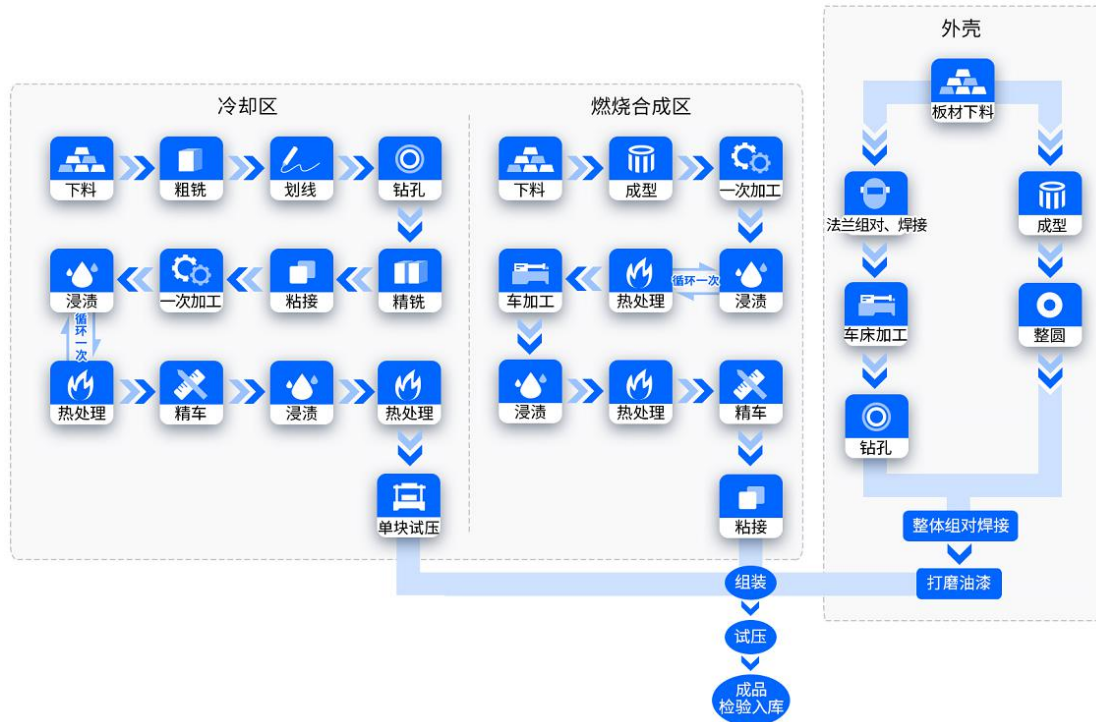 冷却区
下料
粗铣
划线
钻孔
精铣
粘接
一次加工
浸渍
循环一次
热处理
精车
浸渍
热处理
单块试压
燃烧合成区
下料
成型
一次加工
浸渍
循环一次
热处理
车加工
浸渍
热处理
精车
粘接
外壳
板材下料
法兰组对、焊接
车床加工
钻孔
成型
整圆
整体组对焊接
打磨油漆
组装
试压
成品
检验入库